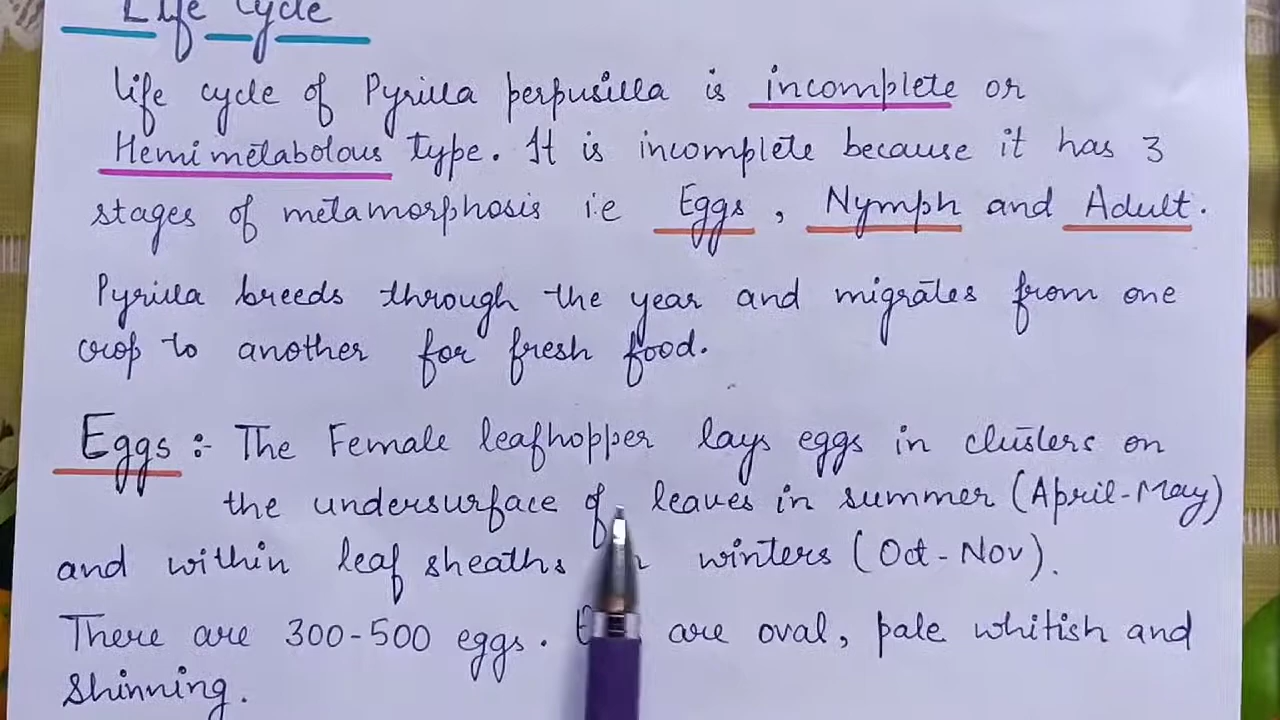 Life Cycle
Life cycle of Pyrilla perpusilla is incomplete or
Hemimetabolous type. It is incomplete because it has 3
stages of metamorphosis i.e Eggs, Nymph and Adult.
Pyrilla breeds through the year and migrates from one
crop to another for fresh food.
Eggs :- The Female leafhopper lays eggs in clusters on
the undersurface of leaves in summer (April-May)
and within leaf sheaths winters (Oct-Nov).
There are 300-500 eggs. are oval, pale whitish and
shinning.